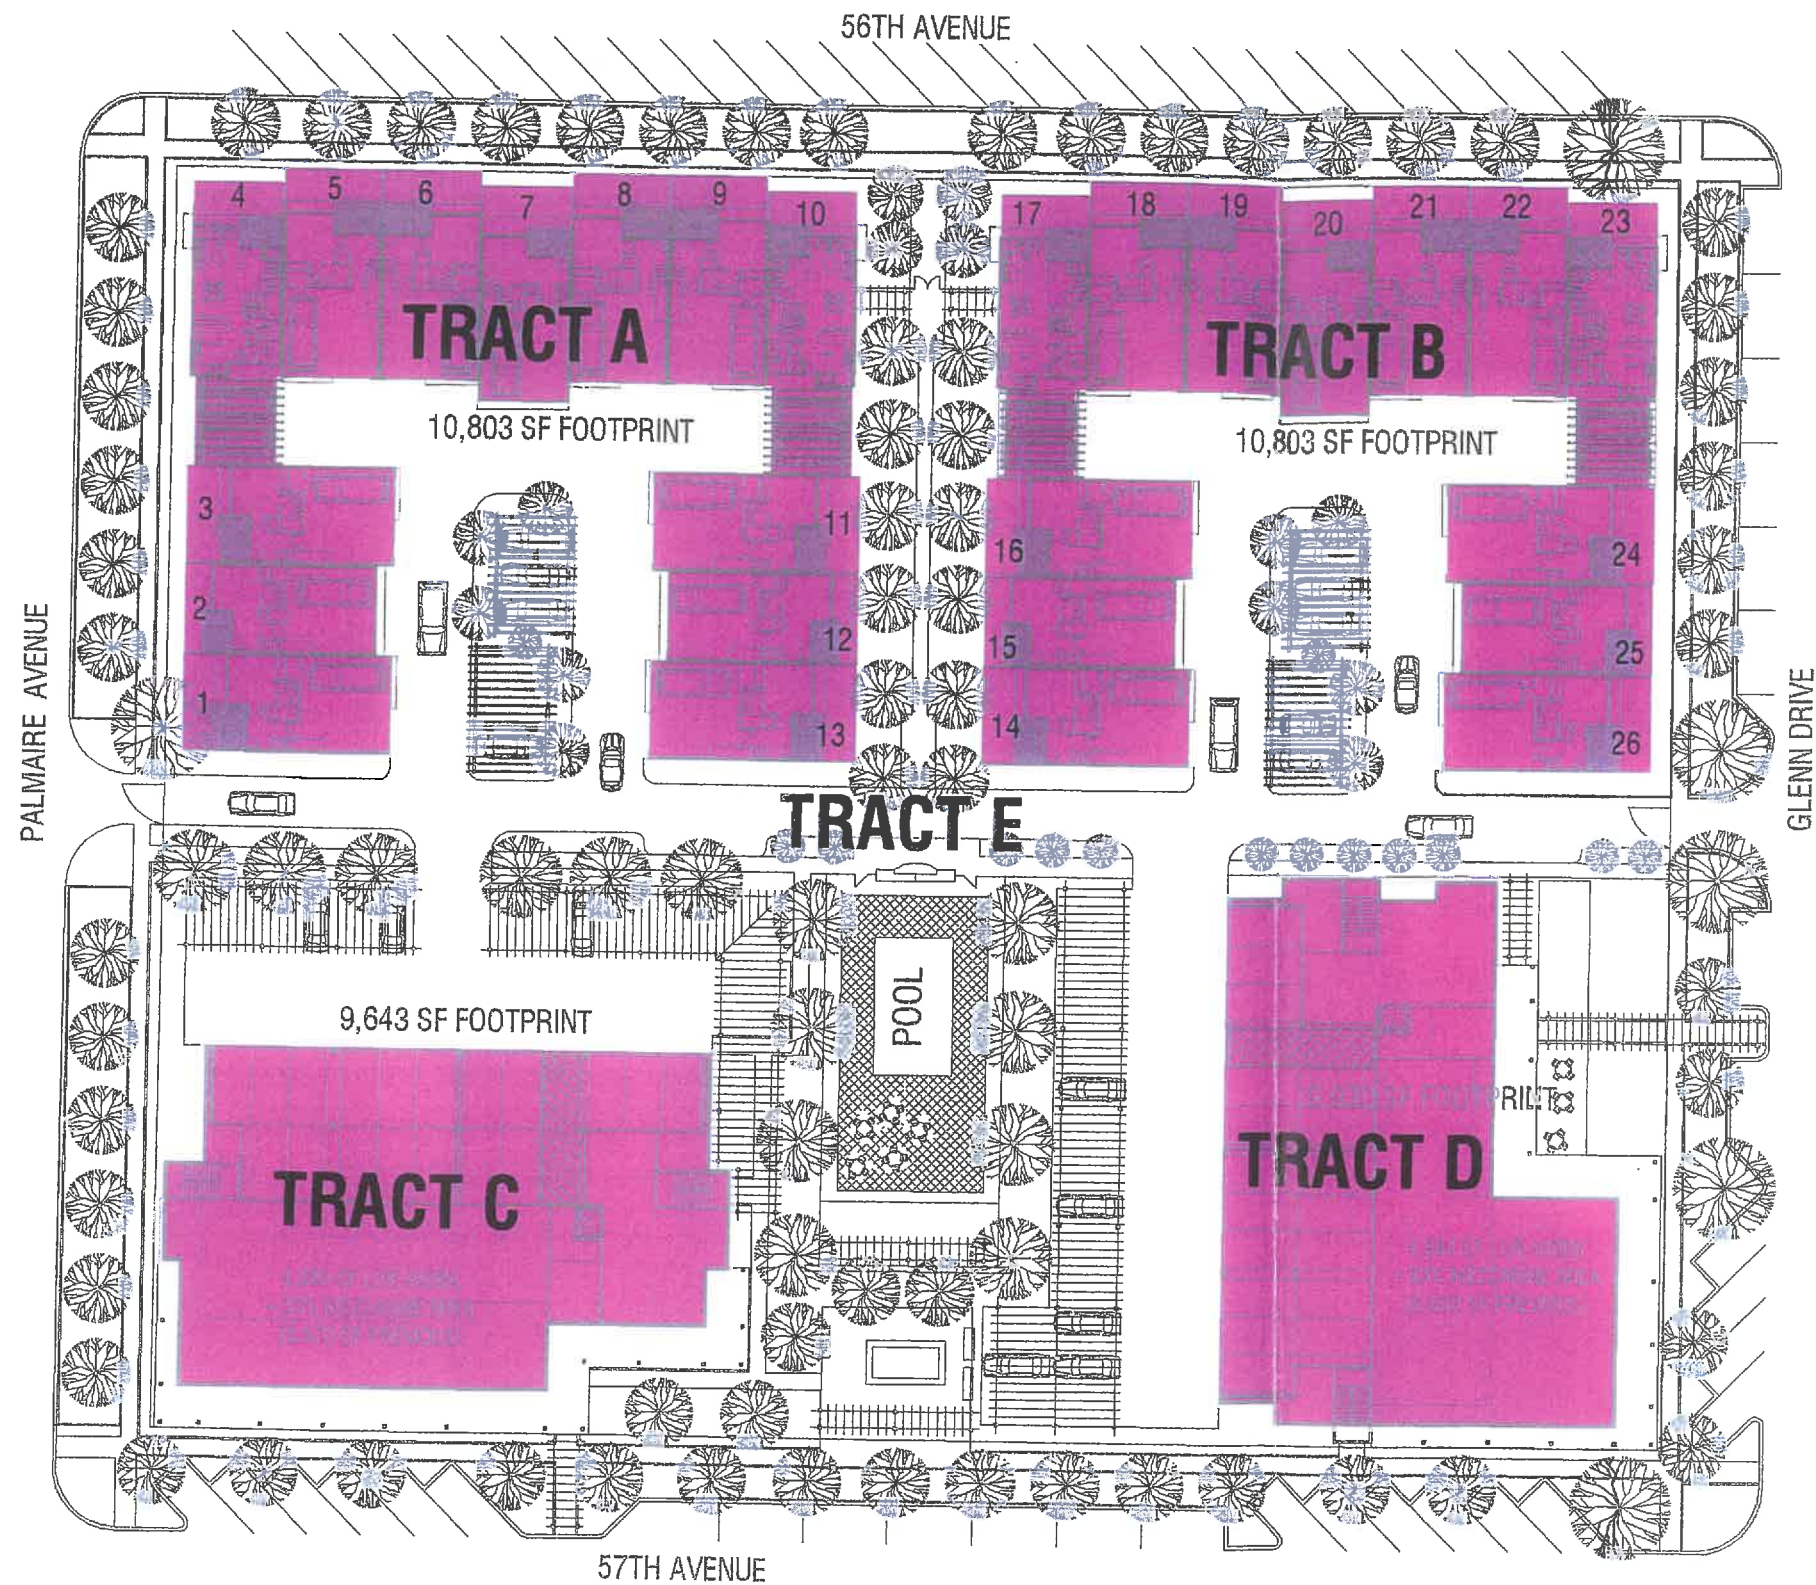 56TH AVENUE
4
5
6
7
8
9
10
17
18
19
20
21
22
23
TRACT A
TRACT B
10,803 SF FOOTPRINT
10,803 SF FOOTPRINT
3
11
16
24
2
12
15
25
1
13
14
26
PALMAIRE AVENUE
GLENN DRIVE
TRACT E
POOL
9,643 SF FOOTPRINT
SF FOOTPRINT
TRACT C
TRACT D
57TH AVENUE